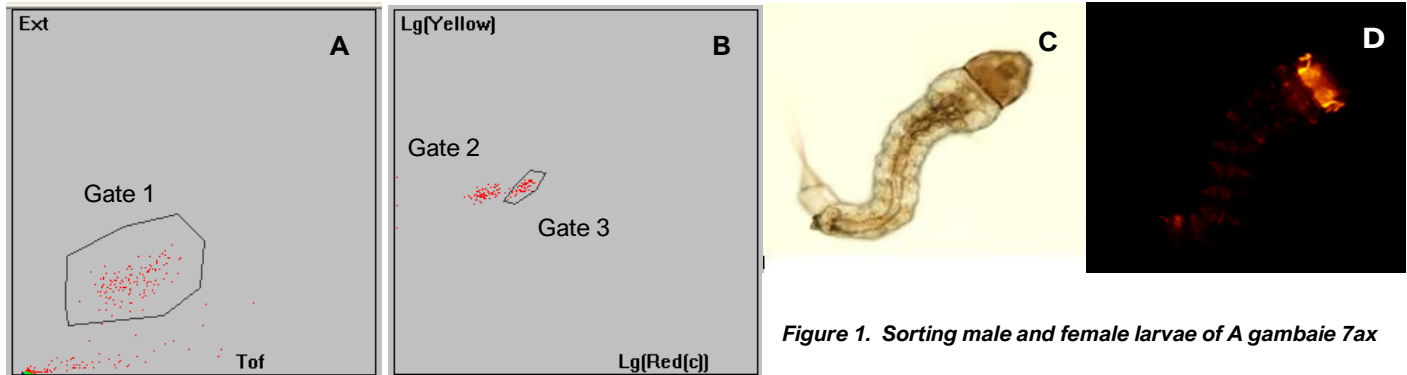 Ext
A
Gate 1
Tof
Lg(Yellow)
B
Gate 2
Gate 3
Lg(Red(c))
C
D
Figure 1. Sorting male and female larvae of A gambaie 7ax